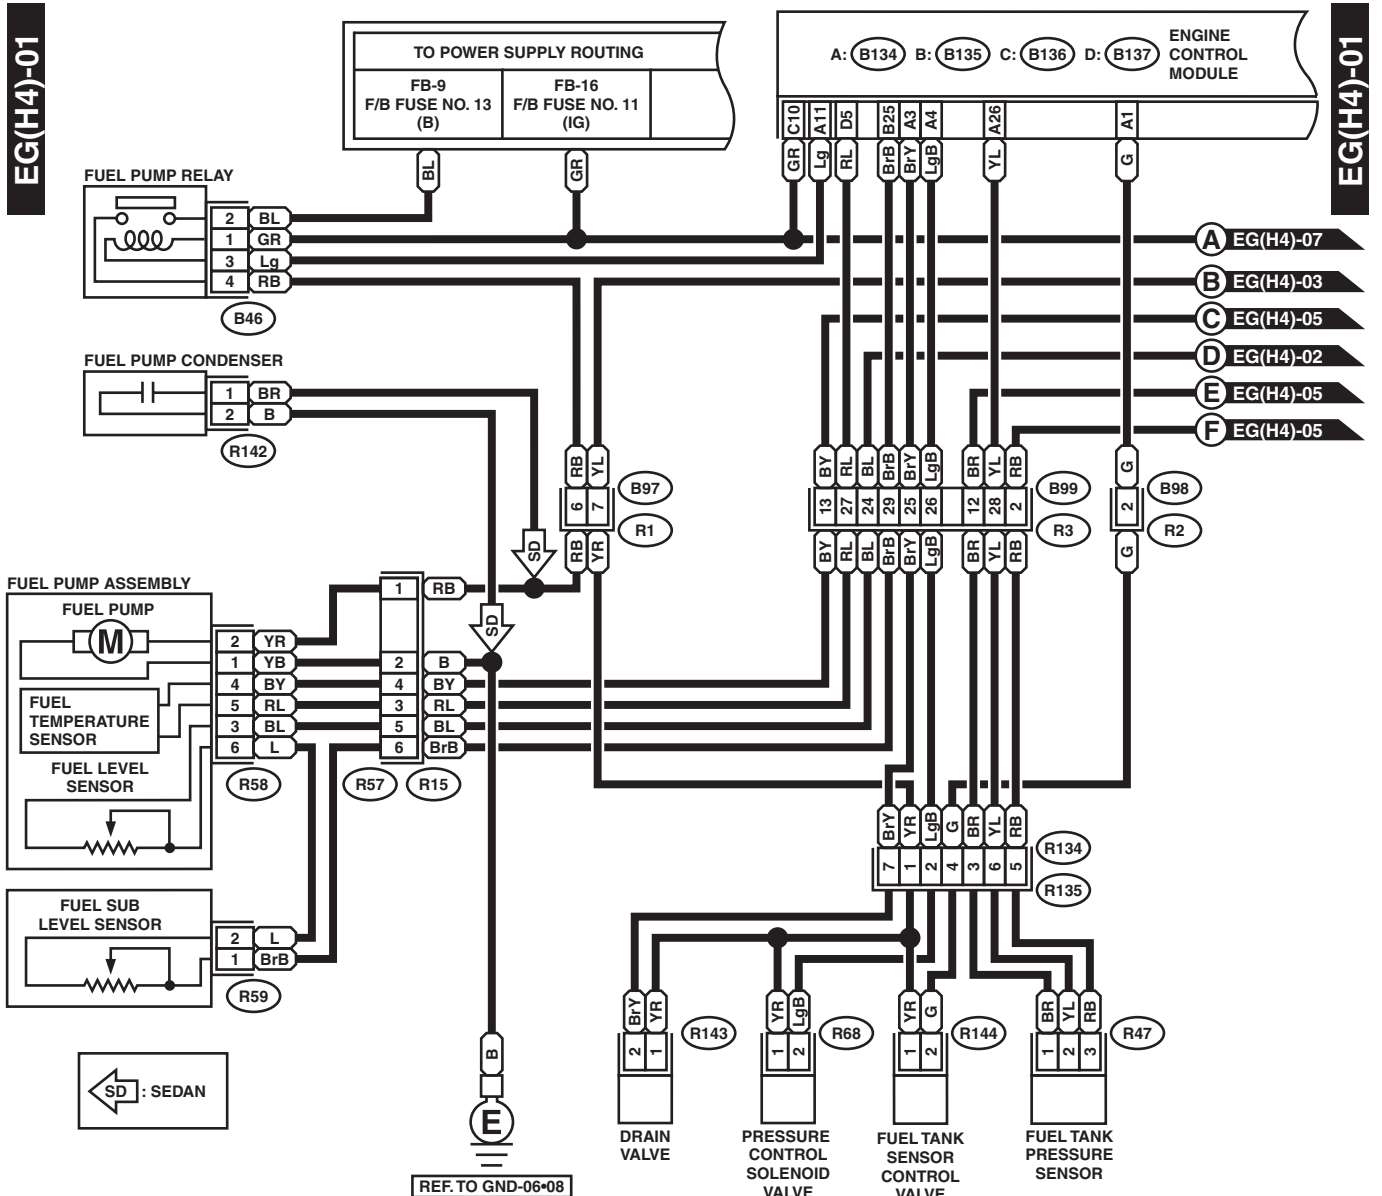 EG(H4)-01
EG(H4)-01
TO POWER SUPPLY ROUTING
FB-9
F/B FUSE NO. 13
(B)
FB-16
F/B FUSE NO. 11
(IG)
A: B134 B: B135 C: B136 D: B137
ENGINE
CONTROL
MODULE
C10 A11 D5 B25 A3 A4 A26 A1
GR Lg RL BrB BrY LgB YL G
BL GR
FUEL PUMP RELAY
2 BL
1 GR
3 Lg
4 RB
B46
A EG(H4)-07
B EG(H4)-03
C EG(H4)-05
D EG(H4)-02
E EG(H4)-05
F EG(H4)-05
FUEL PUMP CONDENSER
1 BR
2 B
R142
RB YL
6 7
RB YR
B97
R1
BY RL BL BrB BrY LgB BR YL RB
13 27 24 29 25 26 12 28 2
BY RL BL BrB BrY LgB BR YL RB
B99
R3
G
2
G
B98
R2
SD
SD
FUEL PUMP ASSEMBLY
FUEL PUMP
M
FUEL
TEMPERATURE
SENSOR
FUEL LEVEL
SENSOR
2 YR
1 YB
4 BY
5 RL
3 BL
6 L
R58
1 RB
2 B
4 BY
3 RL
5 BL
6 BrB
R57 R15
BrY YR LgB G BR YL RB
7 1 2 4 3 6 5
R134
R135
FUEL SUB
LEVEL SENSOR
2 L
1 BrB
R59
SD : SEDAN
B
E
REF. TO GND-06•08
BrY YR
2 1
R143
DRAIN
VALVE
YR LgB
1 2
R68
PRESSURE
CONTROL
SOLENOID
VALVE
YR G
1 2
R144
FUEL TANK
SENSOR
CONTROL
VALVE
BR YL RB
1 2 3
R47
FUEL TANK
PRESSURE
SENSOR